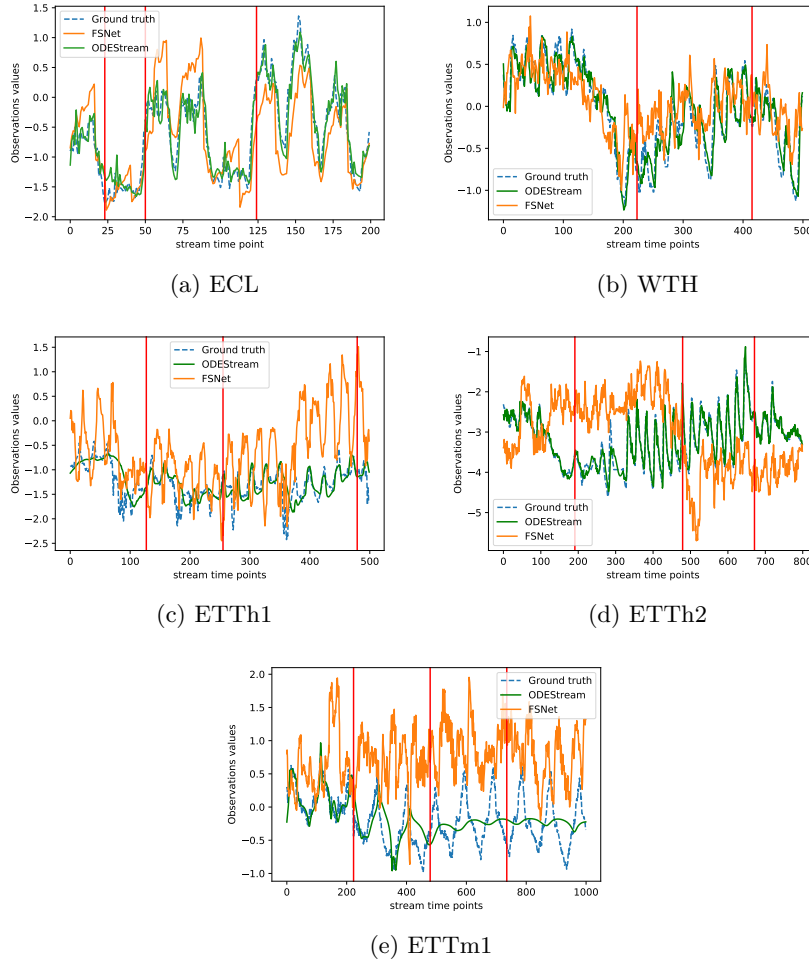 1.5
1.0
0.5
0.0
−0.5
−1.0
−1.5
−2.0
Observations values
Ground truth
FSNet
ODEStream
0 25 50 75 100 125 150 175 200
stream time point
(a) ECL
1.0
0.5
0.0
−0.5
−1.0
Observations values
Ground truth
ODEStream
FSNet
0 100 200 300 400 500
stream time points
(b) WTH
1.5
1.0
0.5
0.0
−0.5
−1.0
−1.5
−2.0
−2.5
Observations values
Ground truth
ODEStream
FSNet
0 100 200 300 400 500
stream time points
(c) ETTh1
−1
−2
−3
−4
−5
Observations values
Ground truth
ODEStream
FSNet
0 100 200 300 400 500 600 700 800
stream time points
(d) ETTh2
2.0
1.5
1.0
0.5
0.0
−0.5
−1.0
Observations values
Ground truth
ODEStream
FSNet
0 200 400 600 800 1000
stream time points
(e) ETTm1